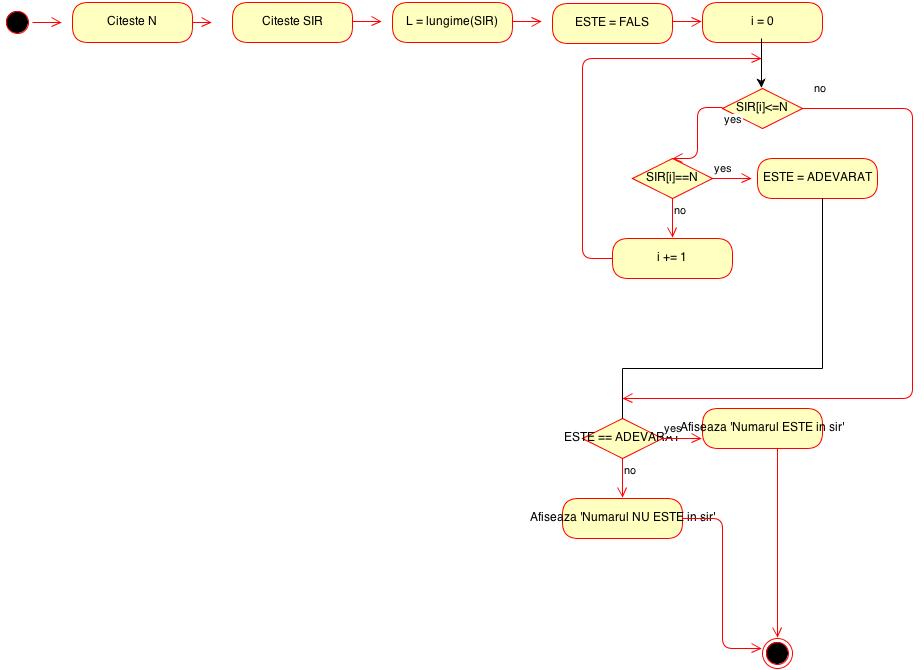 Citeste N
Citeste SIR
L = lungime(SIR)
ESTE = FALS
i = 0
no
SIR[i]<=N
yes
SIR[i]==N
yes
ESTE = ADEVARAT
no
i += 1
ESTE == ADEVARAT
yes
Afiseaza 'Numarul ESTE in sir'
no
Afiseaza 'Numarul NU ESTE in sir'